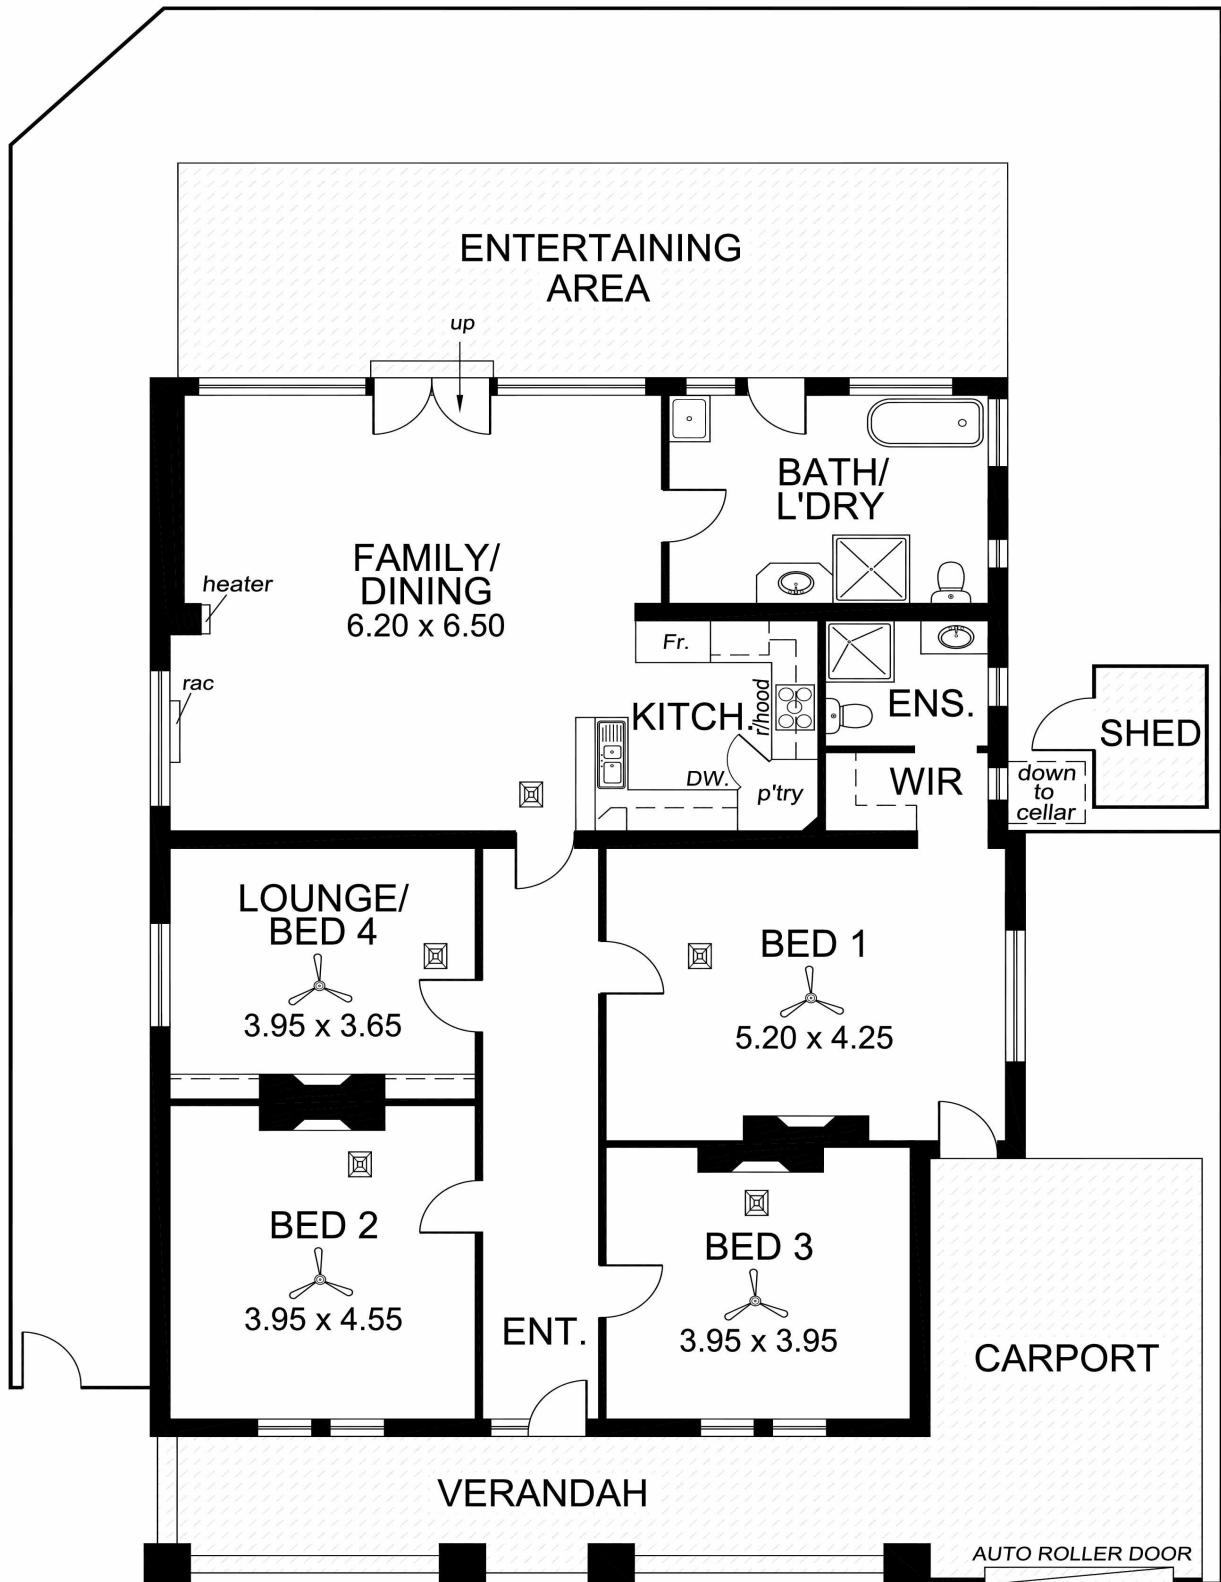 ENTERTAINING
AREA
up
BATH/
L'DRY
FAMILY/
DINING
6.20 x 6.50
heater
rac
Fr.
KITCH.
r/hood
DW.
p'try
ENS.
WIR
SHED
down
to
cellar
LOUNGE/
BED 4
3.95 x 3.65
BED 1
5.20 x 4.25
BED 2
3.95 x 4.55
ENT.
BED 3
3.95 x 3.95
CARPORT
VERANDAH
AUTO ROLLER DOOR